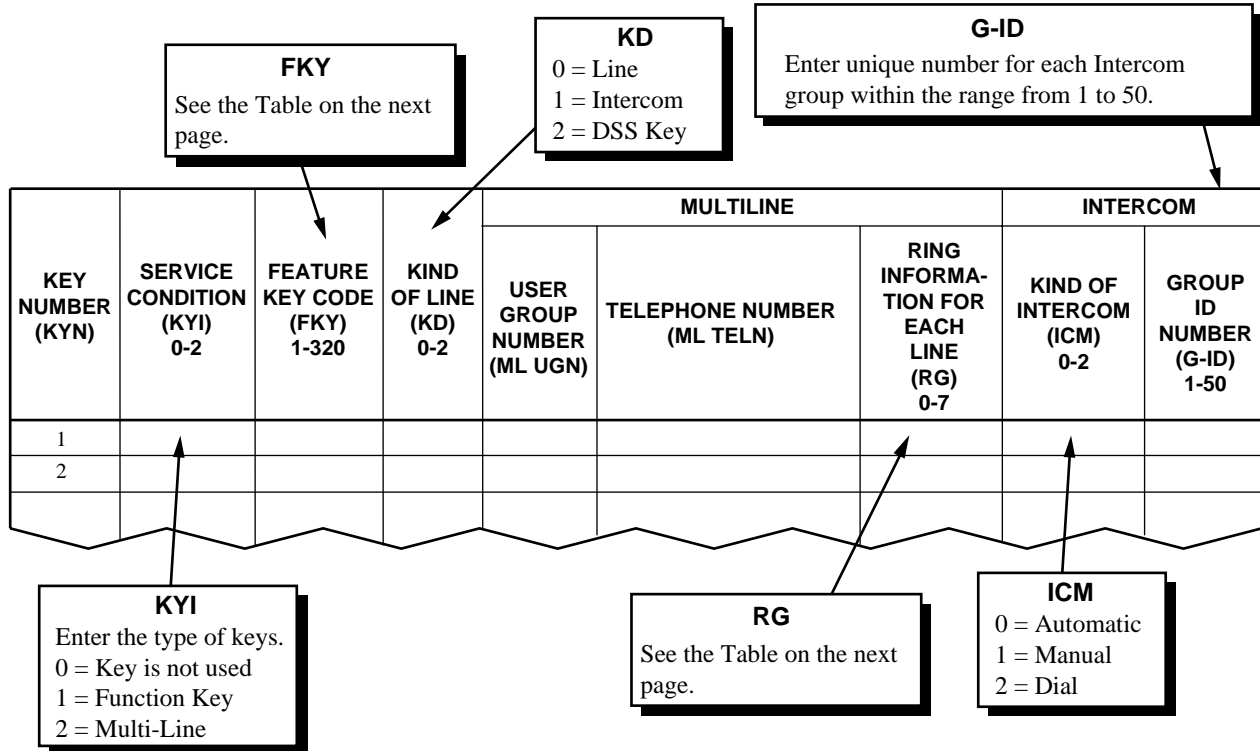 FKY
See the Table on the next
page.
KD
0 = Line
1 = Intercom
2 = DSS Key
G-ID
Enter unique number for each Intercom
group within the range from 1 to 50.
KEY
NUMBER
(KYN)
SERVICE
CONDITION
(KYI)
0-2
FEATURE
KEY CODE
(FKY)
1-320
KIND
OF LINE
(KD)
0-2
MULTILINE
USER
GROUP
NUMBER
(ML UGN)
TELEPHONE NUMBER
(ML TELN)
RING
INFORMA-
TION FOR
EACH
LINE
(RG)
0-7
INTERCOM
KIND OF
INTERCOM
(ICM)
0-2
GROUP
ID
NUMBER
(G-ID)
1-50
1
2
KYI
Enter the type of keys.
0 = Key is not used
1 = Function Key
2 = Multi-Line
RG
See the Table on the next
page.
ICM
0 = Automatic
1 = Manual
2 = Dial